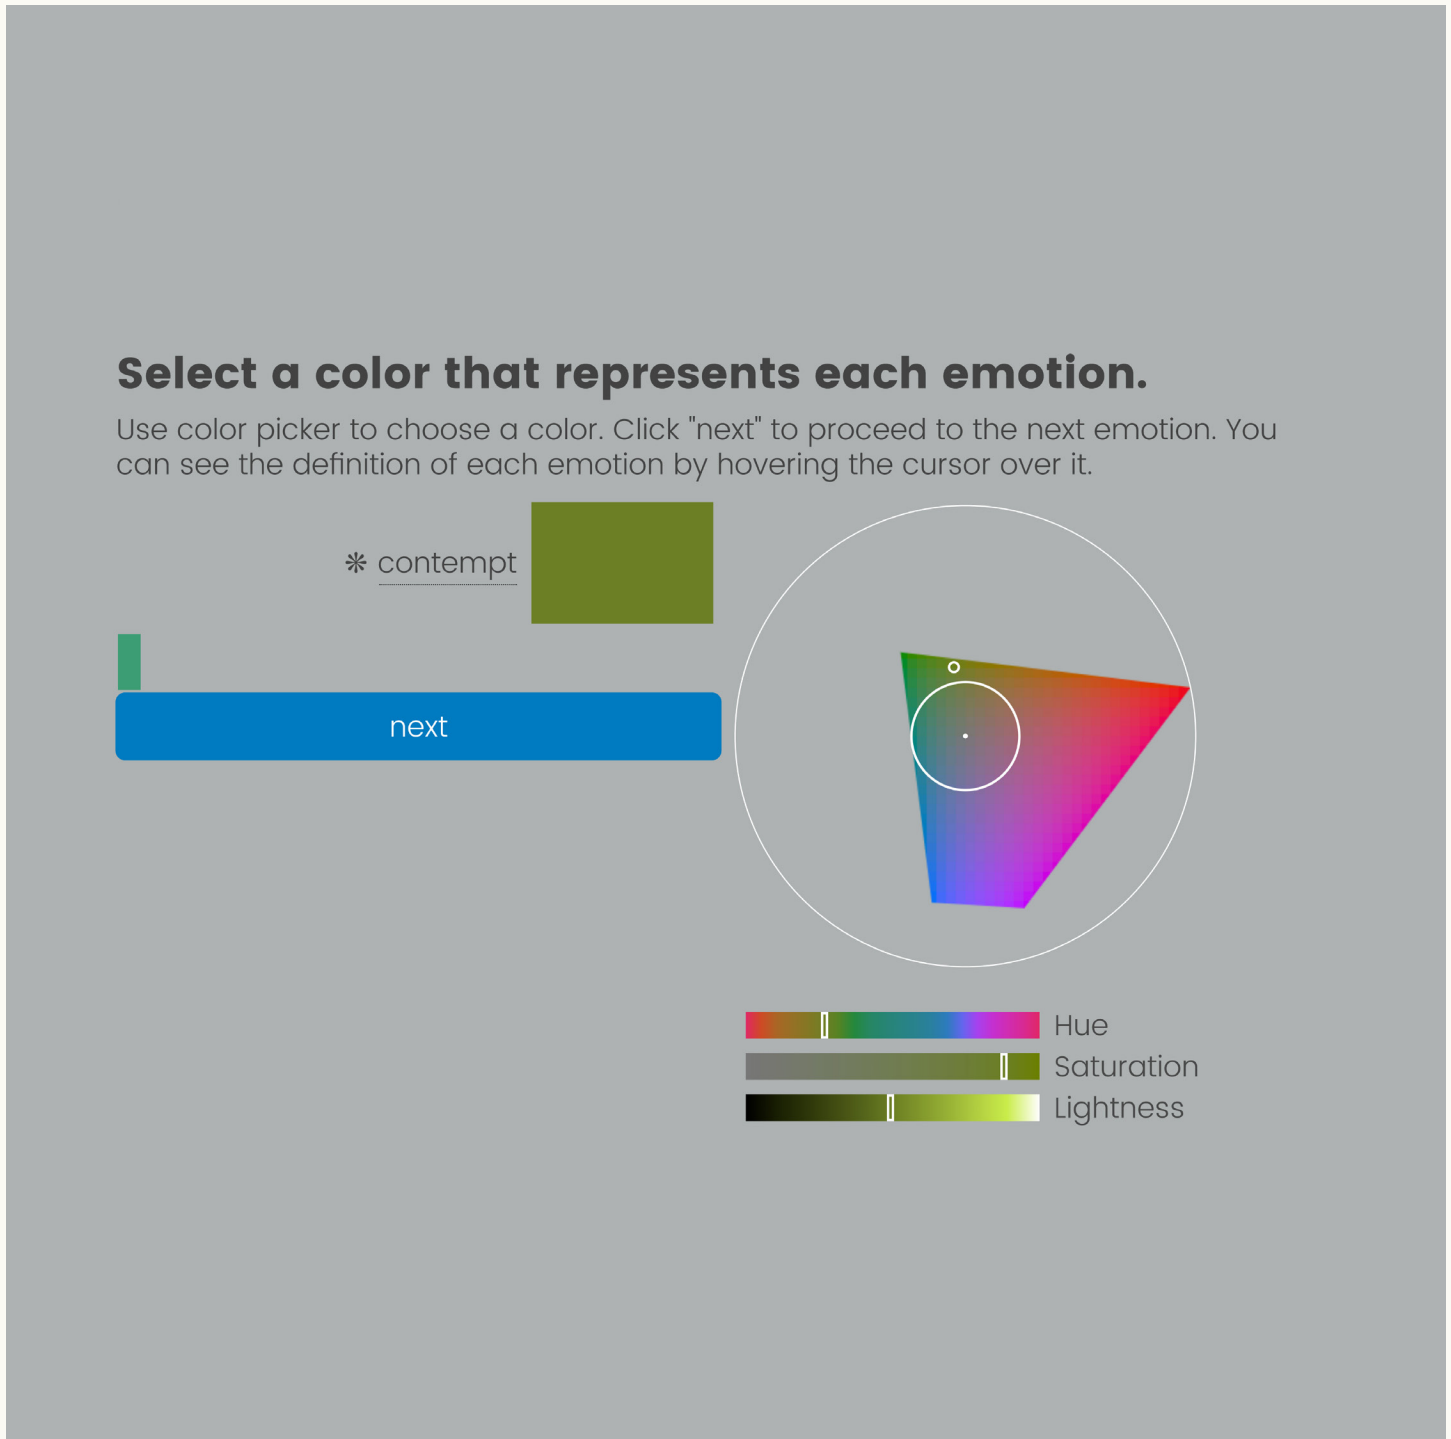 Select a color that represents each emotion.
Use color picker to choose a color. Click "next" to proceed to the next emotion. You
can see the definition of each emotion by hovering the cursor over it.
❋ contempt
next
Hue
Saturation
Lightness